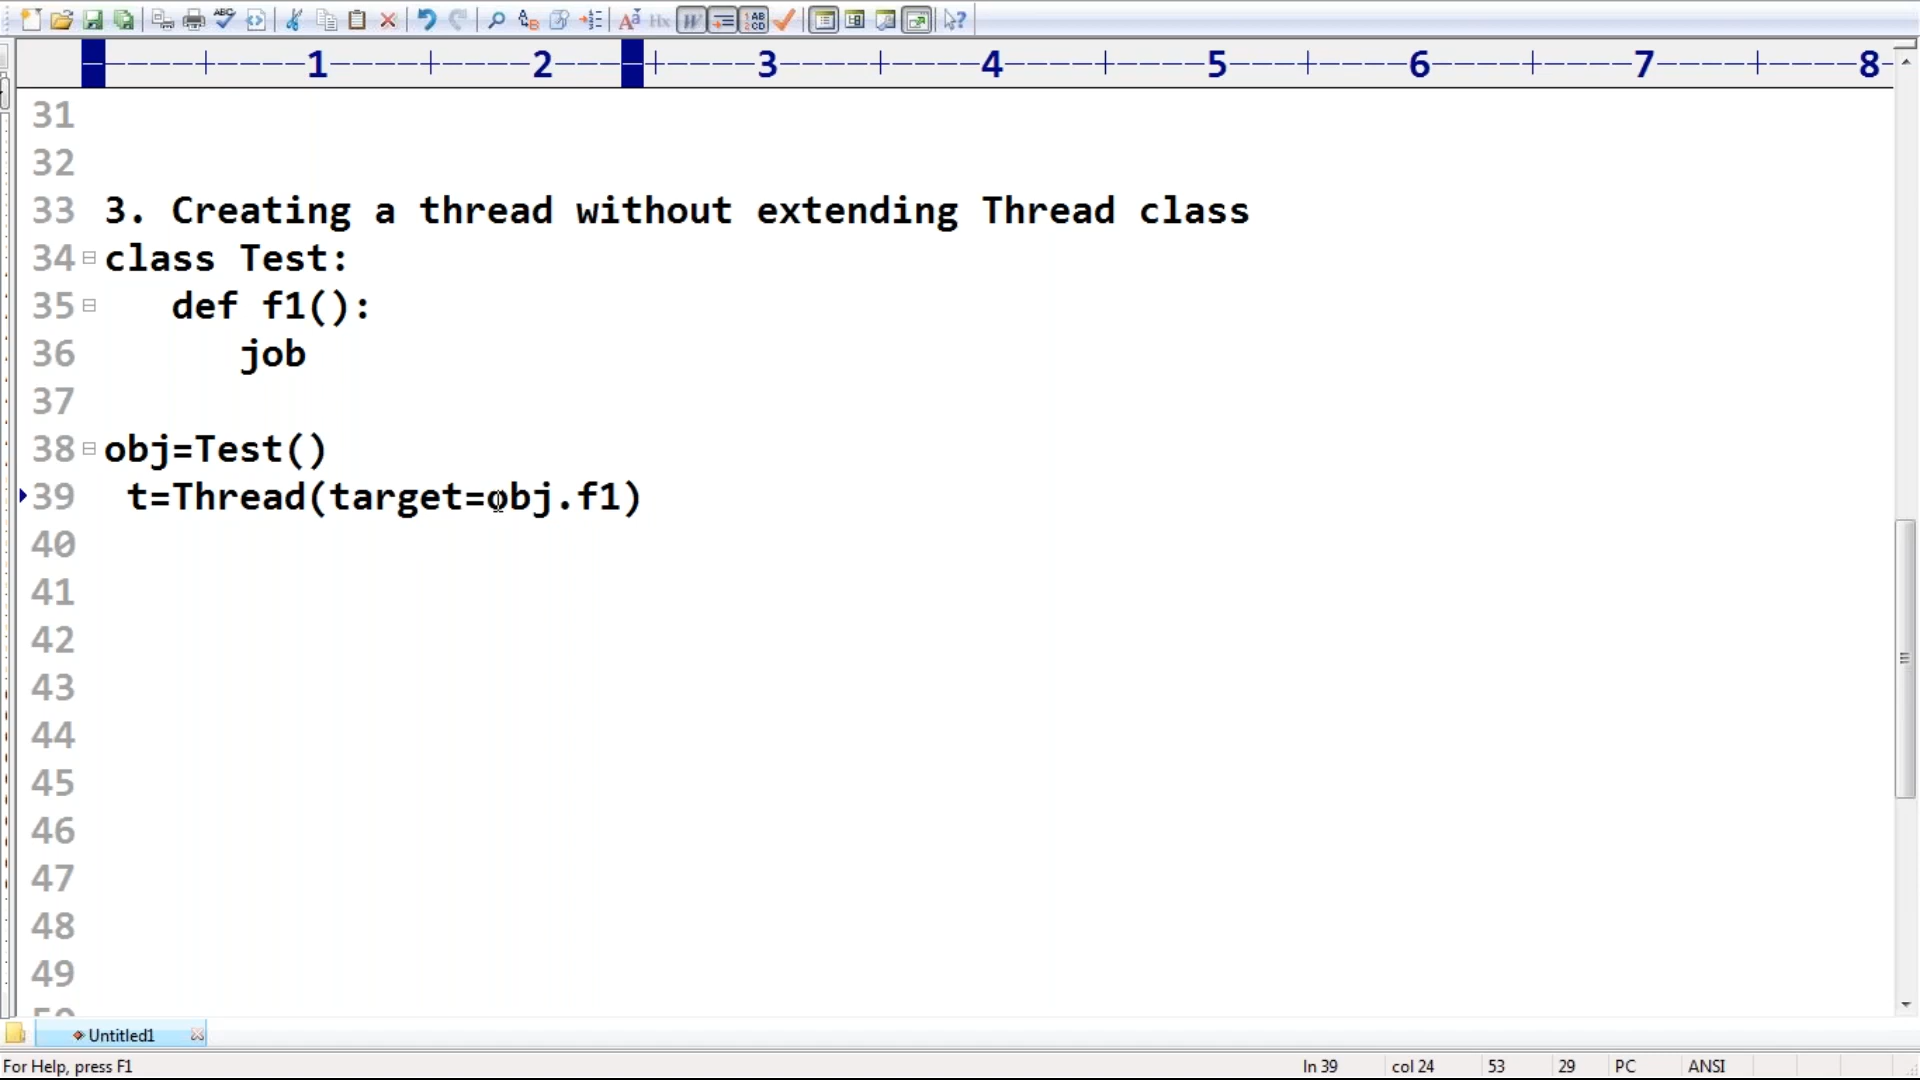 1 2 3 4 5 6 7 8
31
32
33 3. Creating a thread without extending Thread class
34 class Test:
35 def f1():
36 job
37
38 obj=Test()
39 t=Thread(target=obj.f1)
40
41
42
43
44
45
46
47
48
49
Untitled1
For Help, press F1 ln 39 col 24 53 29 PC ANSI